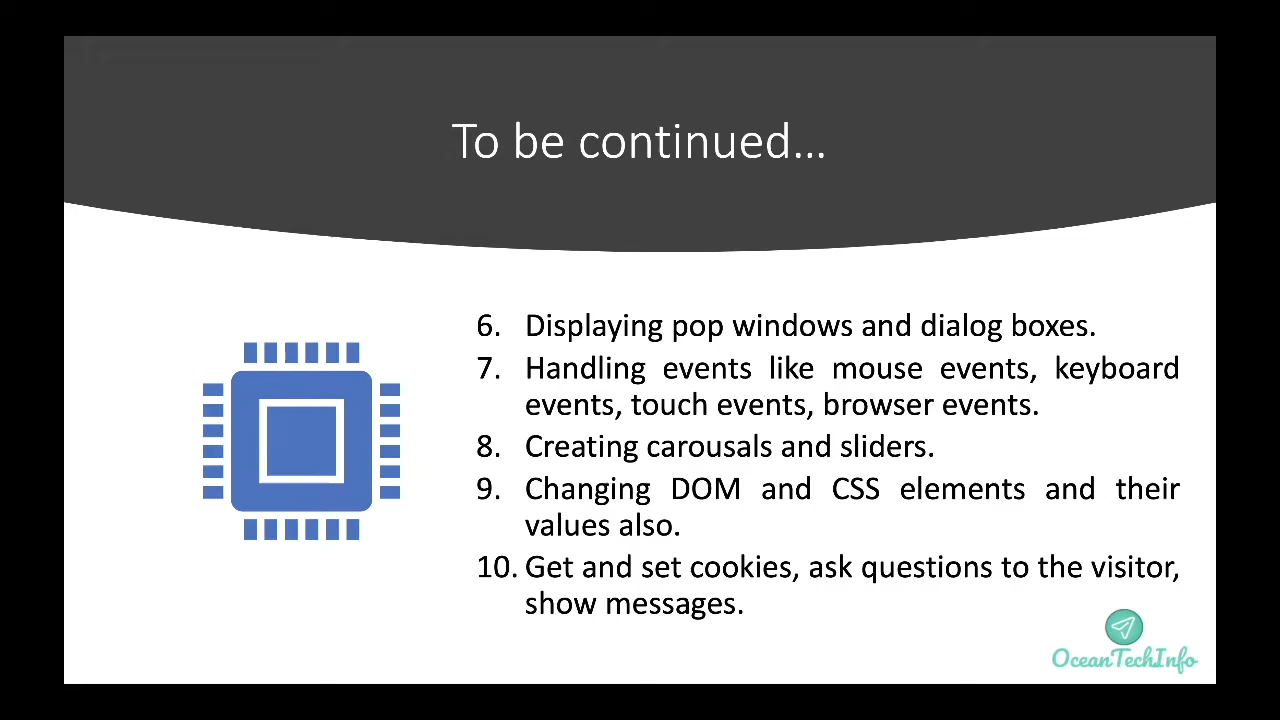 To be continued...
6. Displaying pop windows and dialog boxes.
7. Handling events like mouse events, keyboard
events, touch events, browser events.
8. Creating carousals and sliders.
9. Changing DOM and CSS elements and their
values also.
10. Get and set cookies, ask questions to the visitor,
show messages.
OceanTechInfo